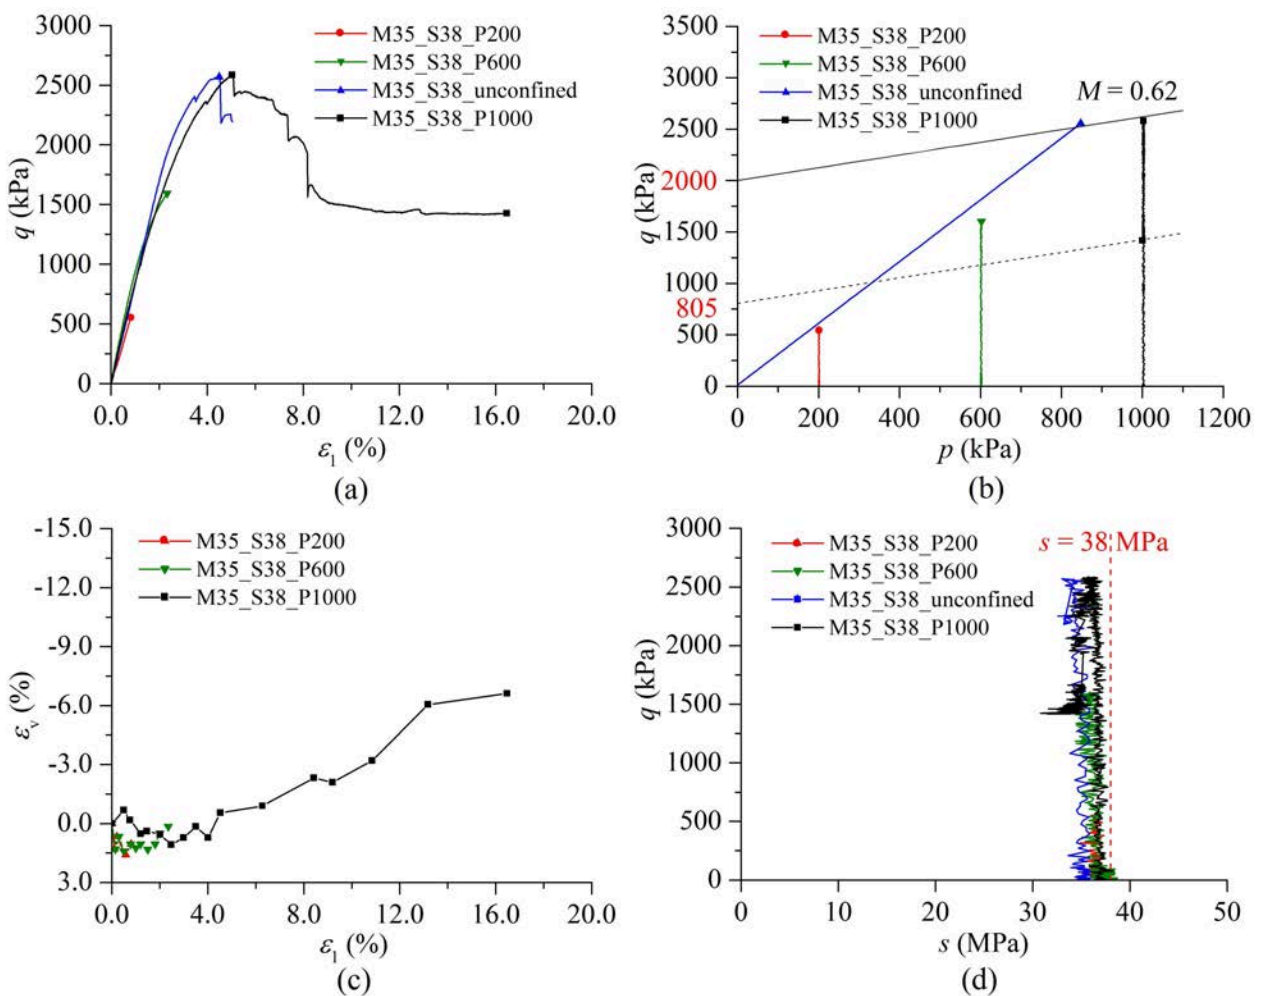 3000
2500
2000
1500
1000
500
0
q (kPa)
M35_S38_P200
M35_S38_P600
M35_S38_unconfined
M35_S38_P1000
0.0 4.0 8.0 12.0 16.0 20.0
ε1 (%)
(a)
3500
3000
2500
2000
1500
1000
805
500
0
q (kPa)
M35_S38_P200
M35_S38_P600
M35_S38_unconfined
M35_S38_P1000
M = 0.62
0 200 400 600 800 1000 1200
p (kPa)
(b)
-15.0
-12.0
-9.0
-6.0
-3.0
0.0
3.0
εv (%)
M35_S38_P200
M35_S38_P600
M35_S38_P1000
0.0 4.0 8.0 12.0 16.0 20.0
ε1 (%)
(c)
3000
2500
2000
1500
1000
500
0
q (kPa)
M35_S38_P200
M35_S38_P600
M35_S38_unconfined
M35_S38_P1000
s = 38 MPa
0 10 20 30 40 50
s (MPa)
(d)